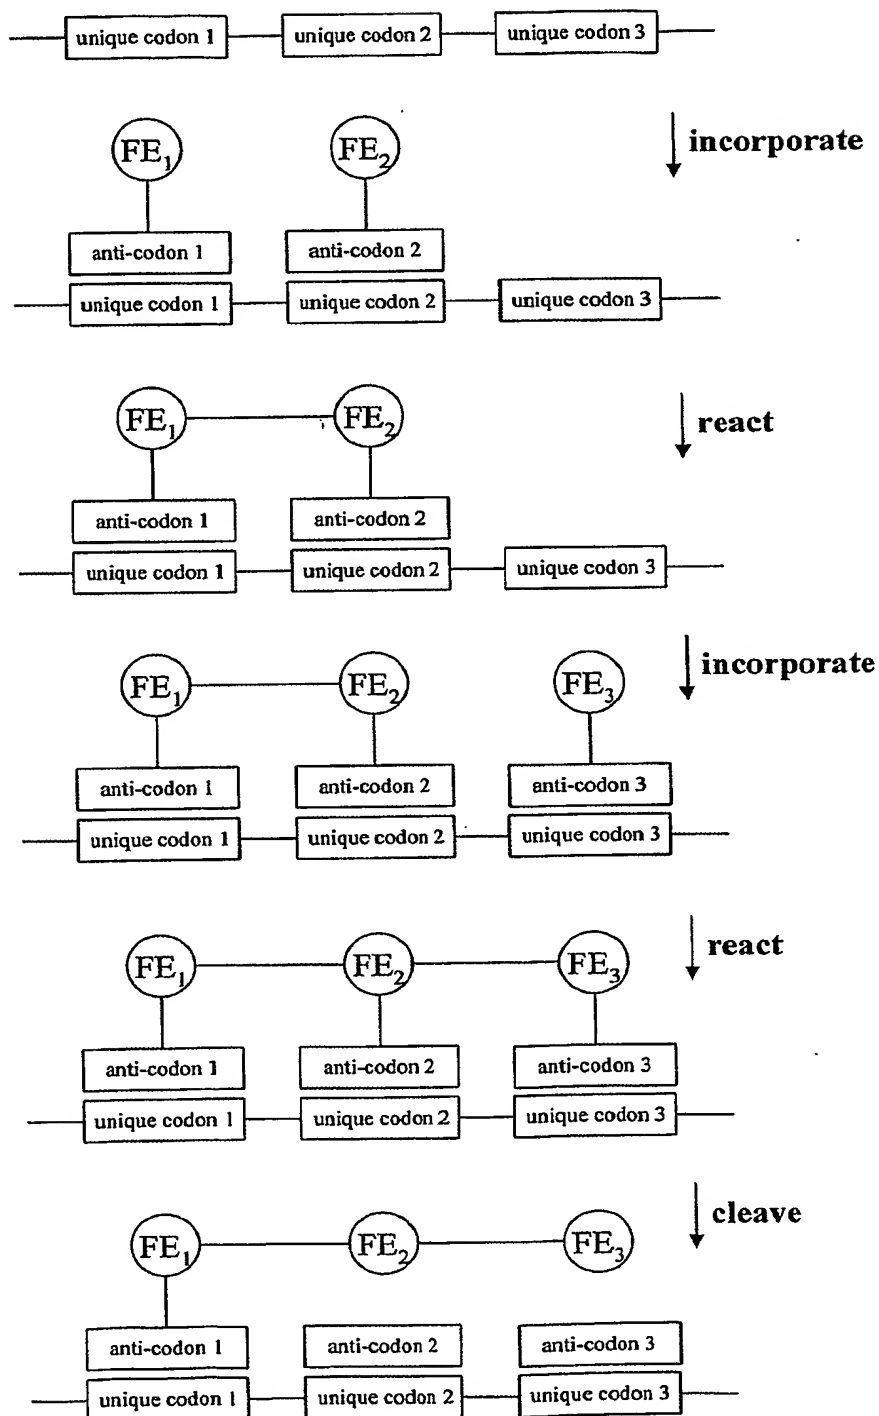 unique codon 1 unique codon 2 unique codon 3
incorporate
FE1 FE2
anti-codon 1 anti-codon 2
unique codon 1 unique codon 2 unique codon 3
react
FE1 FE2
anti-codon 1 anti-codon 2
unique codon 1 unique codon 2 unique codon 3
incorporate
FE1 FE2 FE3
anti-codon 1 anti-codon 2 anti-codon 3
unique codon 1 unique codon 2 unique codon 3
react
FE1 FE2 FE3
anti-codon 1 anti-codon 2 anti-codon 3
unique codon 1 unique codon 2 unique codon 3
cleave
FE1 FE2 FE3
anti-codon 1 anti-codon 2 anti-codon 3
unique codon 1 unique codon 2 unique codon 3